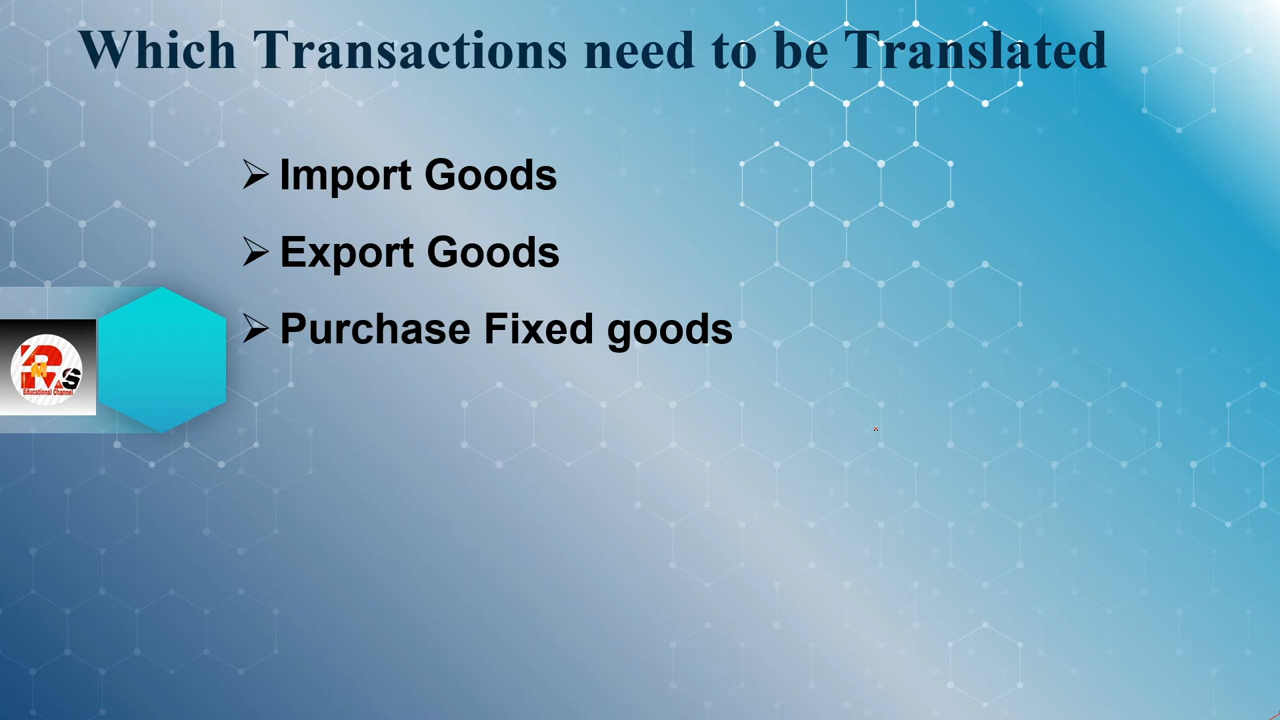 Which Transactions need to be Translated
Import Goods
Export Goods
Purchase Fixed goods
Educational Channel